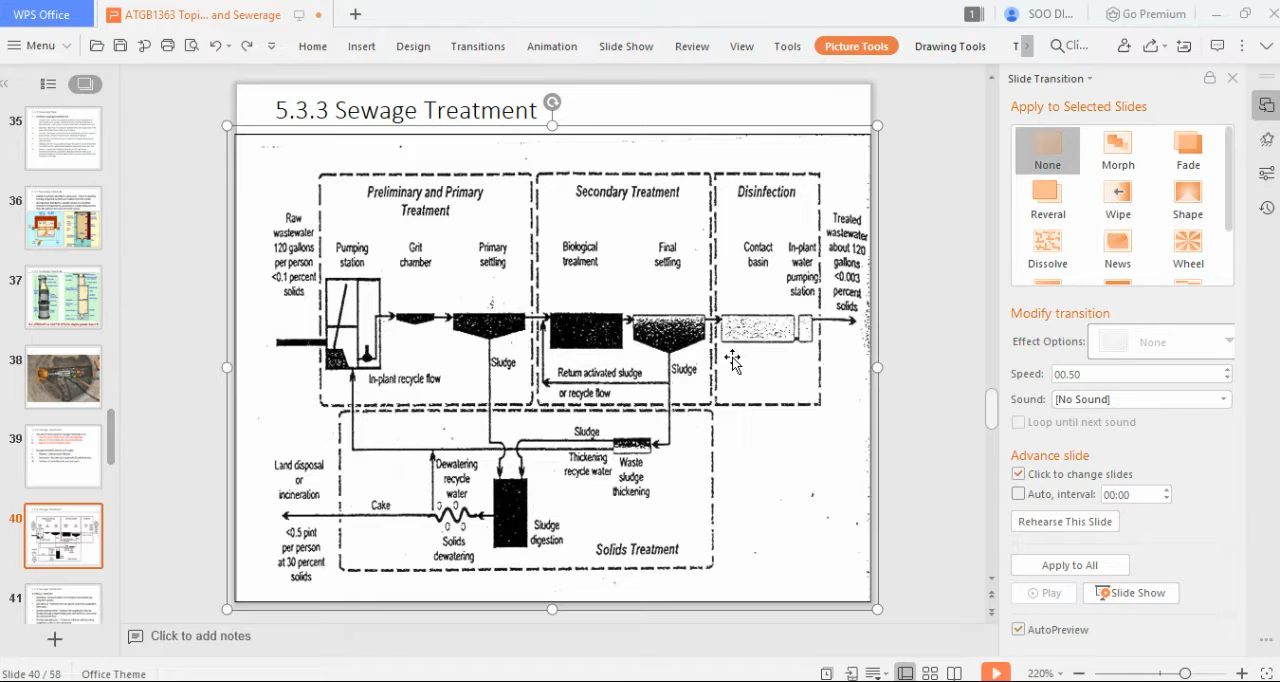 WPS Office
ATGB1363 Topi... and Sewerage
1
SOO DI...
Go Premium
Menu
Home
Insert
Design
Transitions
Animation
Slide Show
Review
View
Tools
Picture Tools
Drawing Tools
T
Cli...
35
36
37
38
39
40
41
5.3.3 Sewage Treatment
Preliminary and Primary
Treatment
Secondary Treatment
Disinfection
Raw
wastewater
120 gallons
per person
<0.1 percent
solids
Pumping
station
Grit
chamber
Primary
settling
Biological
treatment
Final
settling
Contact
basin
In-plant
water
pumping
station
Treated
wastewater
about 120
gallons
<0.003
percent
solids
In-plant recycle flow
Sludge
Return activated sludge
or recycle flow
Sludge
Sludge
Thickening
recycle water
Waste
sludge
thickening
Land disposal
or
incineration
Dewatering
recycle
water
Cake
<0.5 pint
per person
at 30 percent
solids
Solids
dewatering
Sludge
digestion
Solids Treatment
Click to add notes
Slide Transition
Apply to Selected Slides
None
Morph
Fade
Reveral
Wipe
Shape
Dissolve
News
Wheel
Modify transition
Effect Options:
None
Speed:
00.50
Sound:
[No Sound]
Loop until next sound
Advance slide
Click to change slides
Auto, interval:
00:00
Rehearse This Slide
Apply to All
Play
Slide Show
AutoPreview
Slide 40 / 58
Office Theme
220%